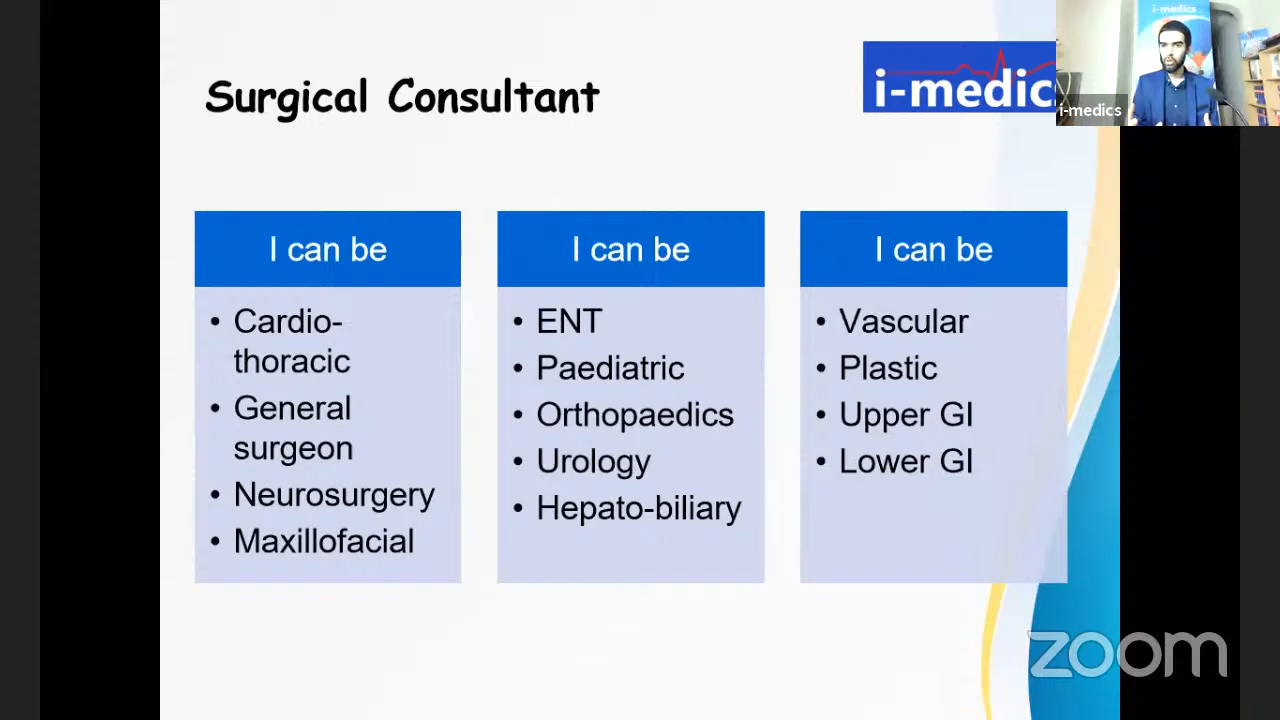 Surgical Consultant
i-medics
i-medics
i-medics
I can be
• Cardio-
thoracic
• General
surgeon
• Neurosurgery
• Maxillofacial
I can be
• ENT
• Paediatric
• Orthopaedics
• Urology
• Hepato-biliary
I can be
• Vascular
• Plastic
• Upper GI
• Lower GI
zoom